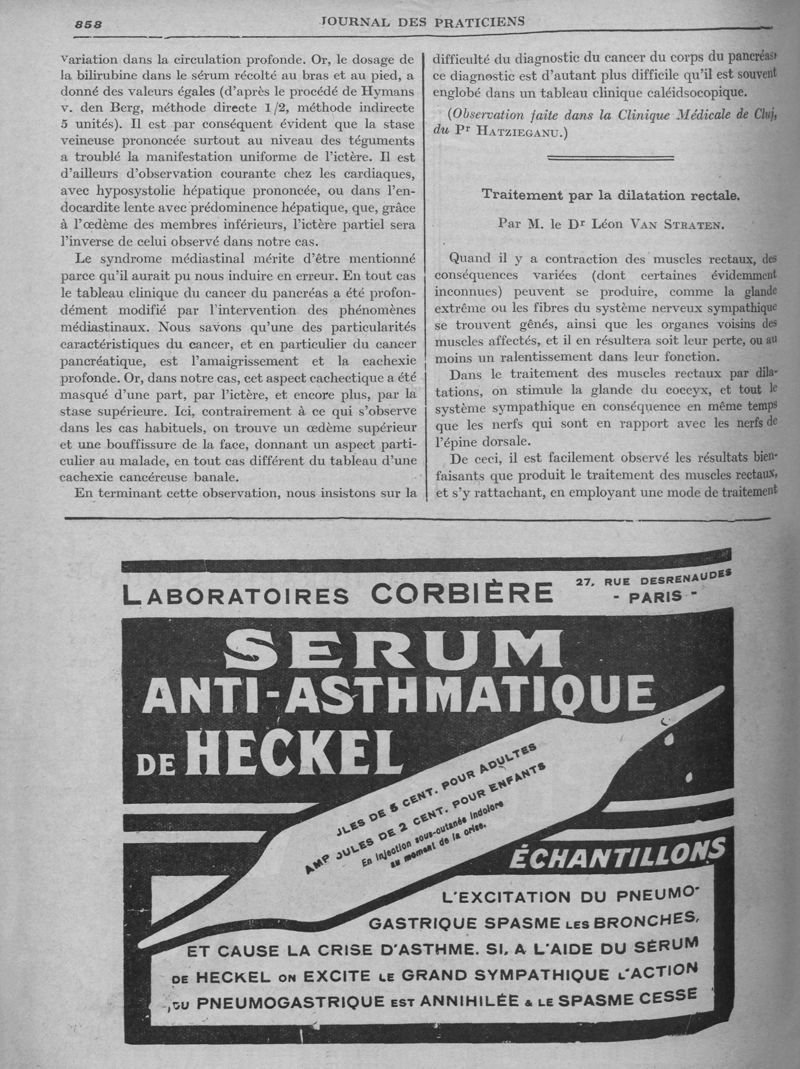 858
JOURNAL DES PRATICIENS
variation dans la circulation profonde. Or, le dosage de
la bilirubine dans le sérum récolté au bras et au pied, a
donné des valeurs égales (d'après le procédé de Hymans
v. den Berg, méthode directe 1/2, méthode indirecte
5 unités). Il est par conséquent évident que la stase
veineuse prononcée surtout au niveau des téguments
a troublé la manifestation uniforme de l'ictère. Il est
d'ailleurs d'observation courante chez les cardiaques,
avec hyposystolie hépatique prononcée, ou dans l'en-
docardite lente avec prédominence hépatique, que, grâce
à l'œdème des membres inférieurs, l'ictère partiel sera
l'inverse de celui observé dans notre cas.
Le syndrome médiastinal mérite d'être mentionné
parce qu'il aurait pu nous induire en erreur. En tout cas
le tableau clinique du cancer du pancréas a été profon-
dément modifié par l'intervention des phénomènes
médiastinaux. Nous savons qu'une des particularités
caractéristiques du cancer, et en particulier du cancer
pancréatique, est l'amaigrissement et la cachexie
profonde. Or, dans notre cas, cet aspect cachectique a été
masqué d'une part, par l'ictère, et encore plus, par la
stase supérieure. Ici, contrairement à ce qui s'observe
dans les cas habituels, on trouve un œdème supérieur
et une bouffissure de la face, donnant un aspect parti-
culier au malade, en tout cas différent du tableau d'une
cachexie cancéreuse banale.
En terminant cette observation, nous insistons sur la
difficulté du diagnostic du cancer du corps du pancréas,
ce diagnostic est d'autant plus difficile qu'il est souvent
englobé dans un tableau clinique caléidsocopique.
(Observation faite dans la Clinique Médicale de Cluj,
du Pr HATZIEGANU.)
Traitement par la dilatation rectale.
Par M. le Dr Léon VAN STRATEN.
Quand il y a contraction des muscles rectaux, des
conséquences variées (dont certaines évidemment
inconnues) peuvent se produire, comme la glande
extrême ou les fibres du système nerveux sympathique
se trouvent gênés, ainsi que les organes voisins des
muscles affectés, et il en résultera soit leur perte, ou au
moins un ralentissement dans leur fonction.
Dans le traitement des muscles rectaux par dila-
tations, on stimule la glande du coccyx, et tout le
système sympathique en conséquence en même temps
que les nerfs qui sont en rapport avec les nerfs de
l'épine dorsale.
De ceci, il est facilement observé les résultats bien-
faisants que produit le traitement des muscles rectaux,
et s'y rattachant, en employant une mode de traitement
LABORATOIRES CORBIÈRE
27, RUE DESRENAUDES
- PARIS -
SERUM
ANTI-ASTHMATIQUE
DE HECKEL
ULES DE 5 CENT. POUR ADULTES
AMPOULES DE 2 CENT. POUR ENFANTS
En injection sous-cutanée indolore
au moment de la crise.
ÉCHANTILLONS
L'EXCITATION DU PNEUMO-
GASTRIQUE SPASME LES BRONCHES,
ET CAUSE LA CRISE D'ASTHME. SI, A L'AIDE DU SÉRUM
DE HECKEL ON EXCITE LE GRAND SYMPATHIQUE L'ACTION
DU PNEUMOGASTRIQUE EST ANNIHILÉE & LE SPASME CESSE